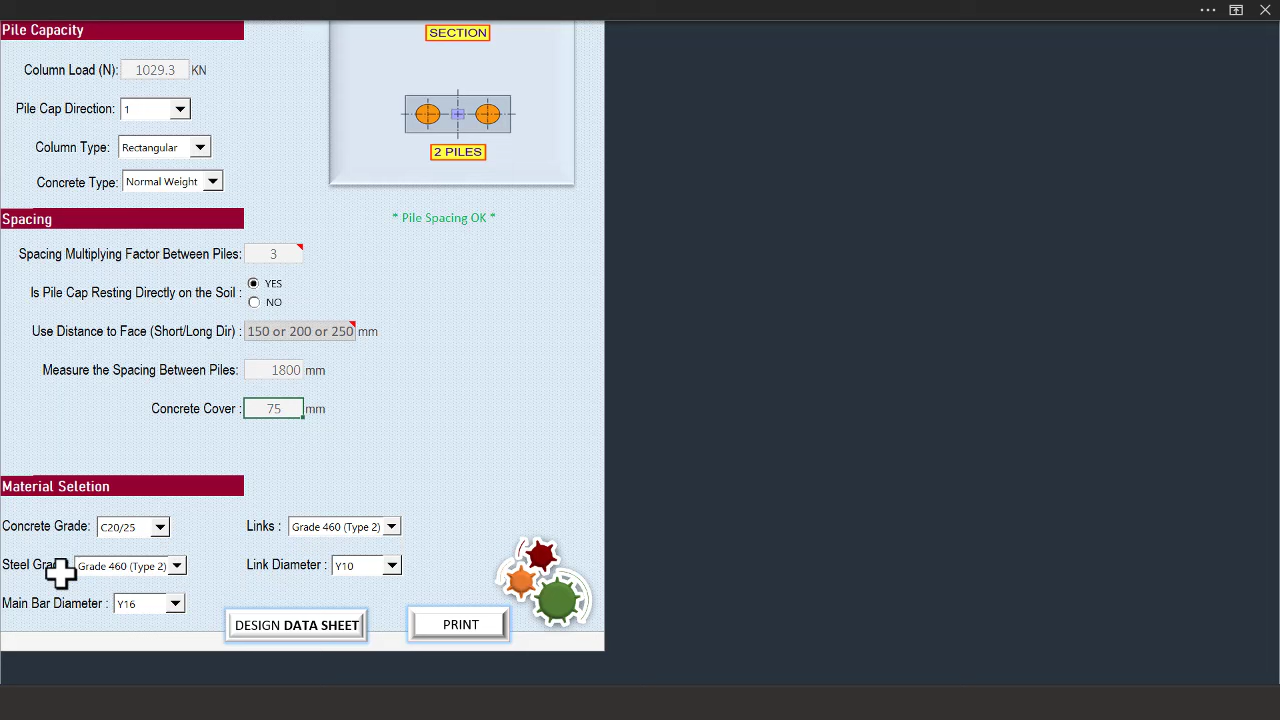 Pile Capacity
SECTION
Column Load (N): 1029.3 KN
Pile Cap Direction: 1
Column Type: Rectangular
2 PILES
Concrete Type: Normal Weight
Spacing
* Pile Spacing OK *
Spacing Multiplying Factor Between Piles: 3
Is Pile Cap Resting Directly on the Soil :
YES
NO
Use Distance to Face (Short/Long Dir) : 150 or 200 or 250 mm
Measure the Spacing Between Piles: 1800 mm
Concrete Cover : 75 mm
Material Seletion
Concrete Grade: C20/25
Links : Grade 460 (Type 2)
Steel Grade 460 (Type 2)
Link Diameter : Y10
Main Bar Diameter : Y16
DESIGN DATA SHEET
PRINT